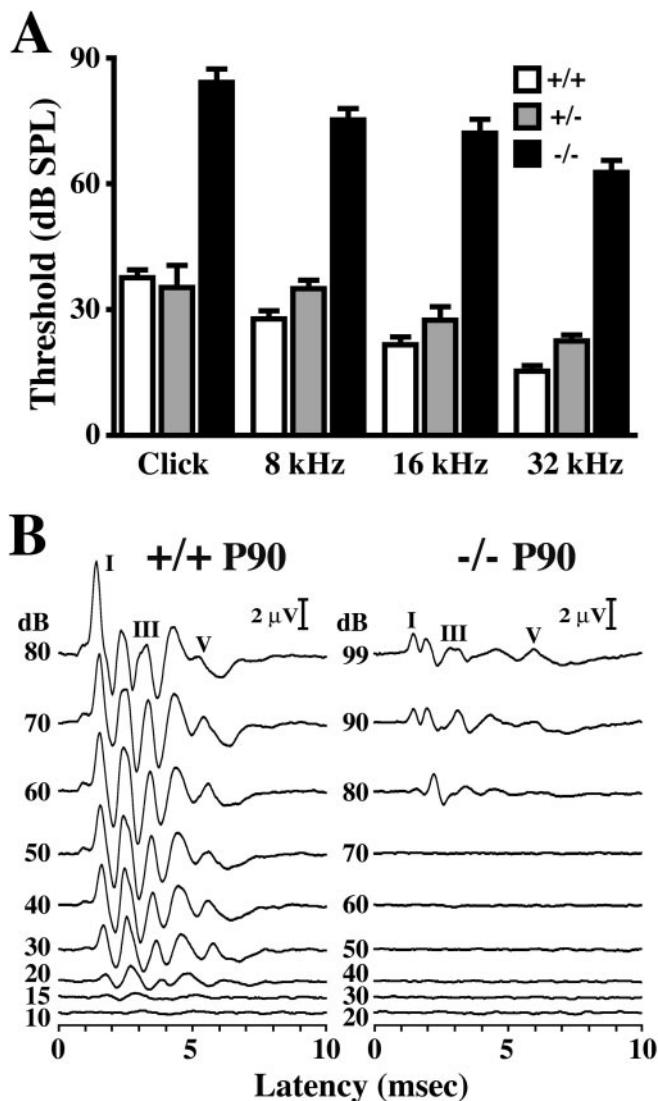 A
90
60
30
0
Threshold (dB SPL)
+/+
+/-
-/-
Click 8 kHz 16 kHz 32 kHz
B
+/+ P90 -/- P90
I III V 2 μV
I III V 2 μV
dB
80
70
60
50
40
30
20
15
10
dB
99
90
80
70
60
50
40
30
20
0 5 10 0 5 10
Latency (msec)